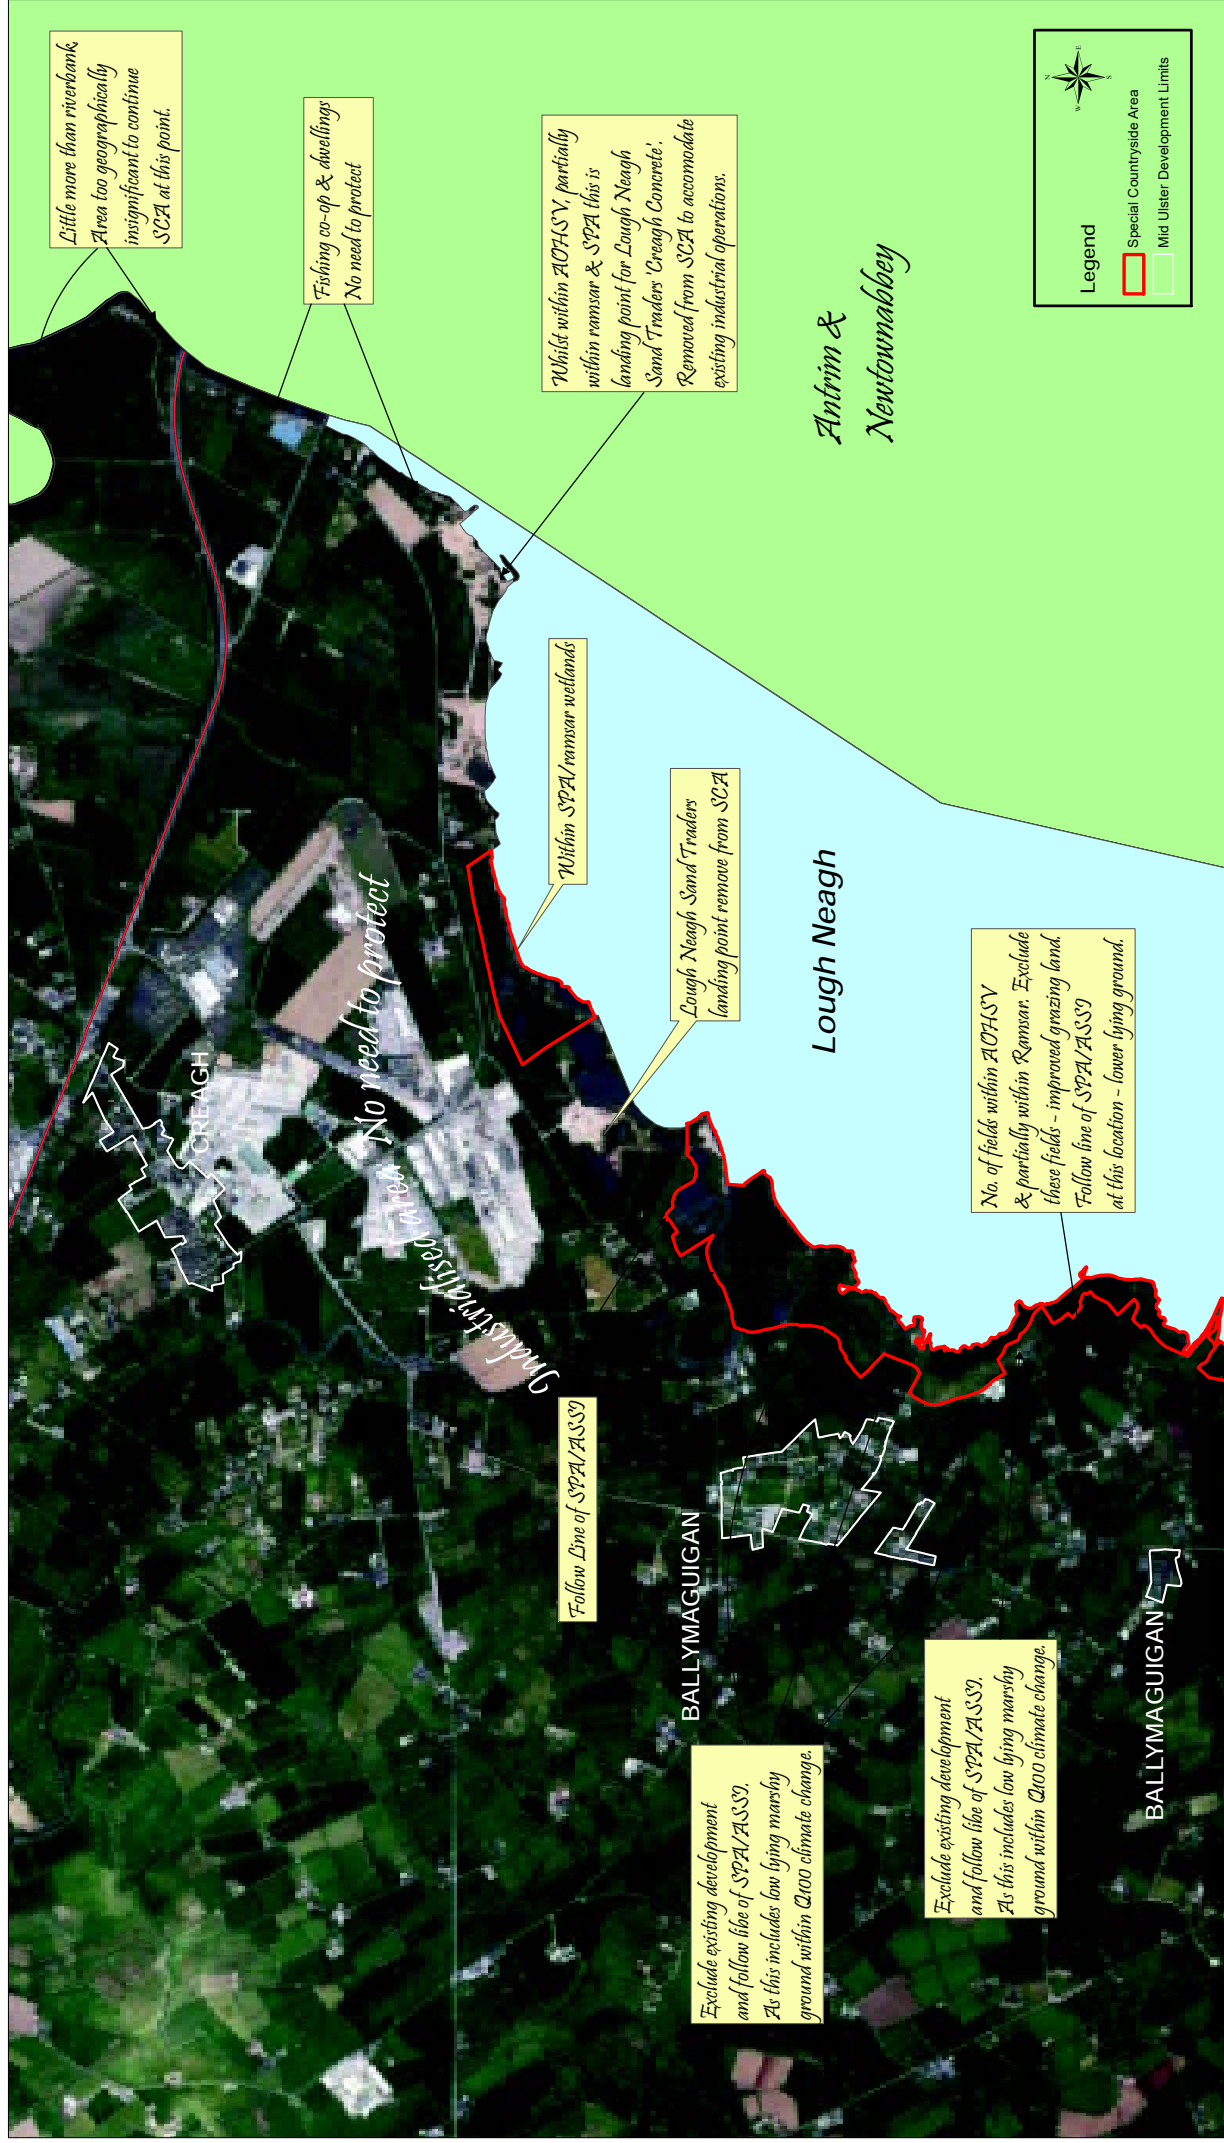 Little more than riverbank.
Area too geographically
insignificant to continue
SCA at this point.
Fishing co-op & dwellings
No need to protect
Whilst within AOHSV, partially
within ramsar & SPA this is
landing point for Lough Neagh
Sand Traders 'Creagh Concrete'.
Removed from SCA to accomodate
existing industrial operations.
Antrim &
Newtownabbey
Legend
N
E
S
W
Special Countryside Area
Mid Ulster Development Limits
CREAGH
No need to protect
Industrialised area
Within SPA/ramsar wetlands
Lough Neagh Sand Traders
landing point remove from SCA
Lough Neagh
No. of fields within AOHSV
& partially within Ramsar. Exclude
these fields - improved grazing land.
Follow line of SPA/ASSI
at this location - lower lying ground.
Follow Line of SPA/ASSI
BALLYMAGUIGAN
BALLYMAGUIGAN
Exclude existing development
and follow libe of SPA/ASSI.
As this includes low lying marshy
ground within Q100 climate change.
Exclude existing development
and follow libe of SPA/ASSI.
As this includes low lying marshy
ground within Q100 climate change.